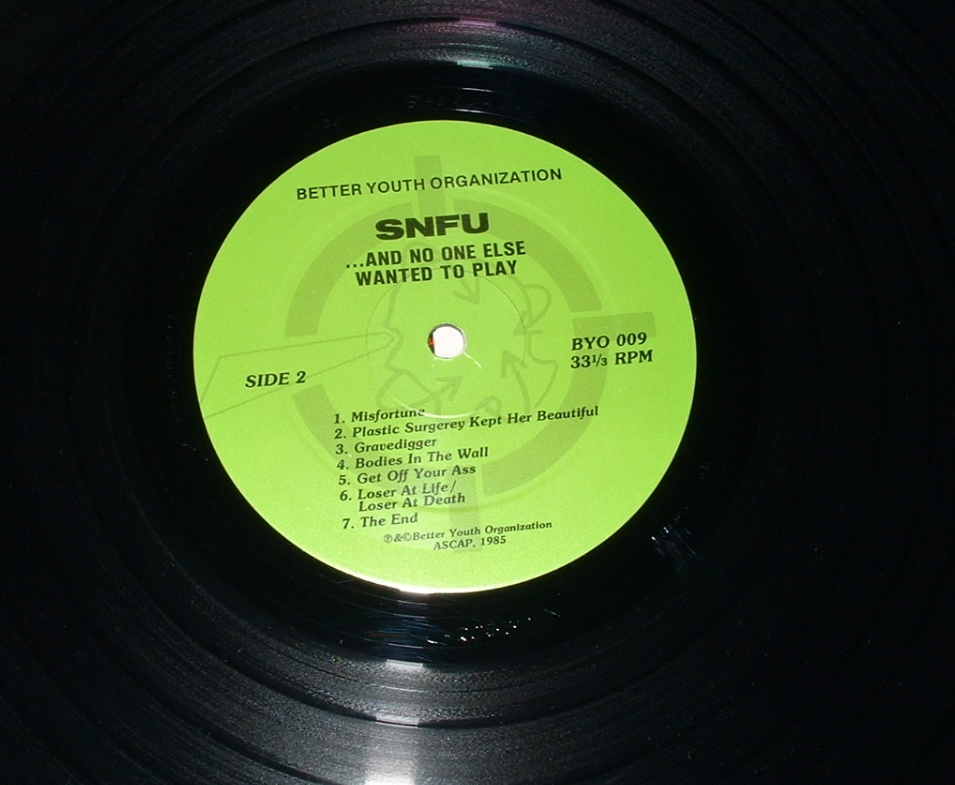 BETTER YOUTH ORGANIZATION
SNFU
...AND NO ONE ELSE
WANTED TO PLAY
BYO 009
33⅓ RPM
SIDE 2
1. Misfortune
2. Plastic Surgerey Kept Her Beautiful
3. Gravedigger
4. Bodies In The Wall
5. Get Off Your Ass
6. Loser At Life/
Loser At Death
7. The End
℗&©Better Youth Organization
ASCAP, 1985